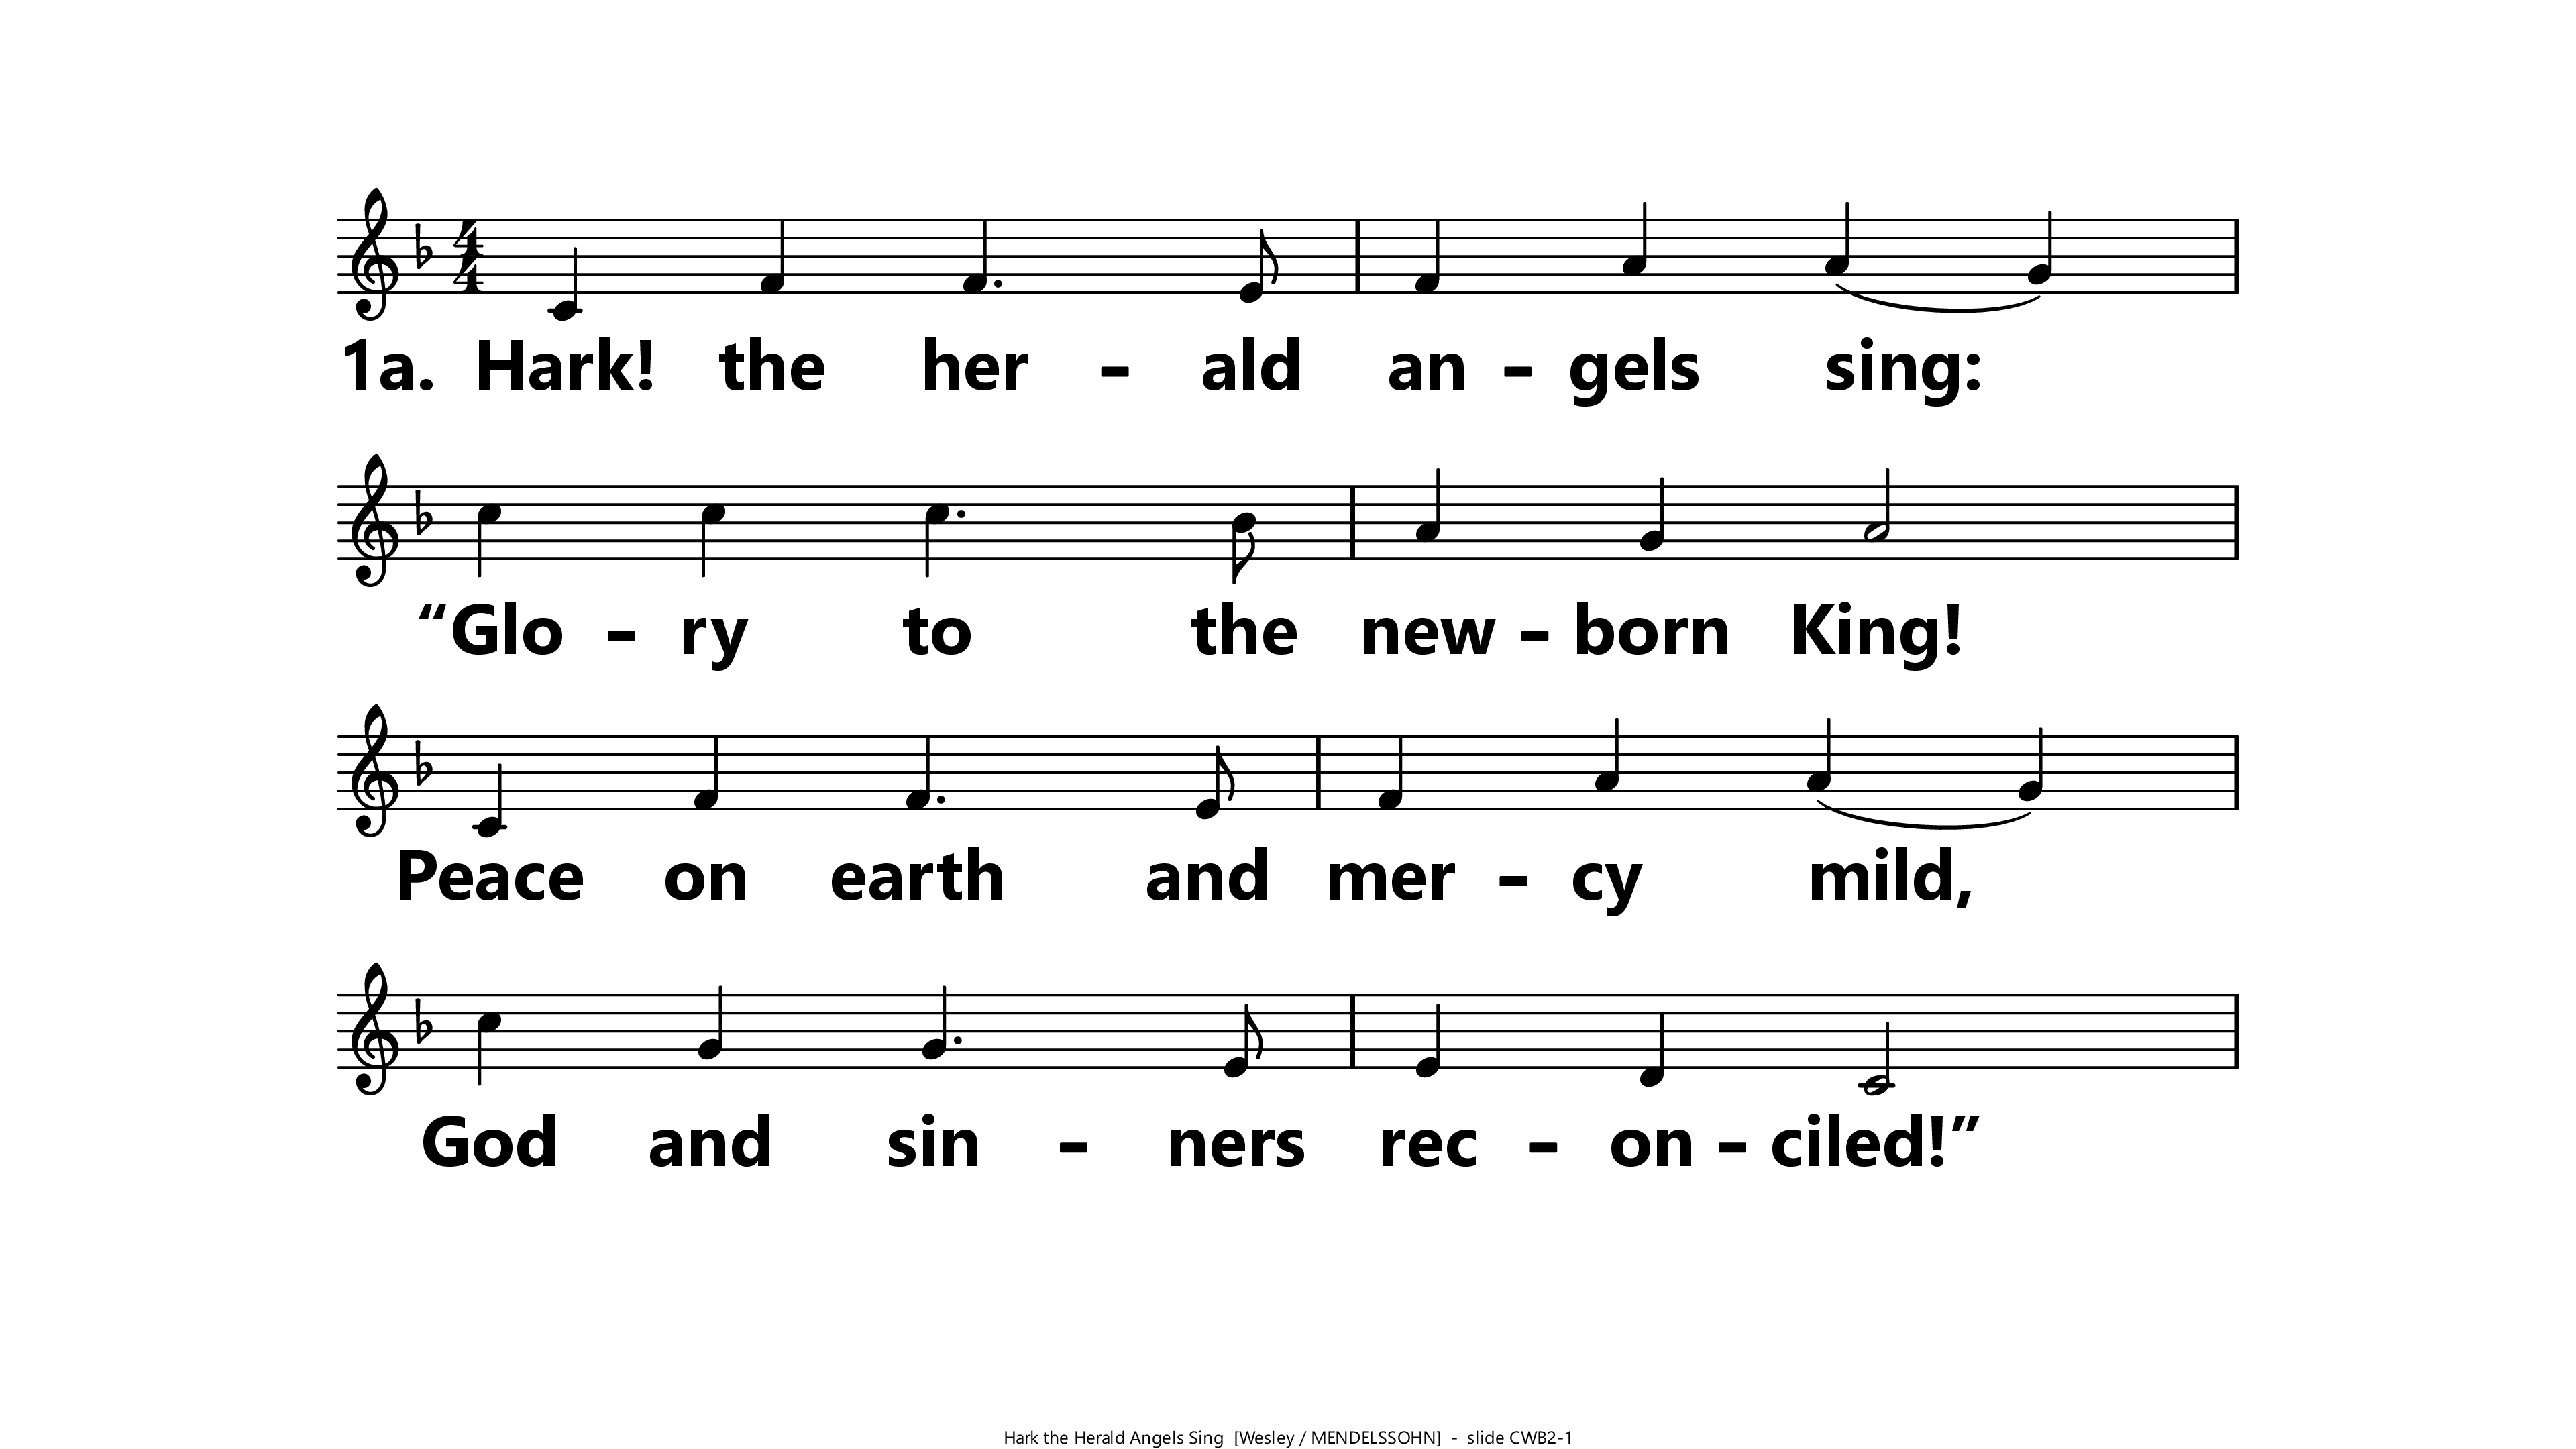 1a. Hark! the her - ald an - gels sing:
“Glo - ry to the new - born King!
Peace on earth and mer - cy mild,
God and sin - ners rec - on - ciled!”
Hark the Herald Angels Sing [Wesley / MENDELSSOHN] - slide CWB2-1